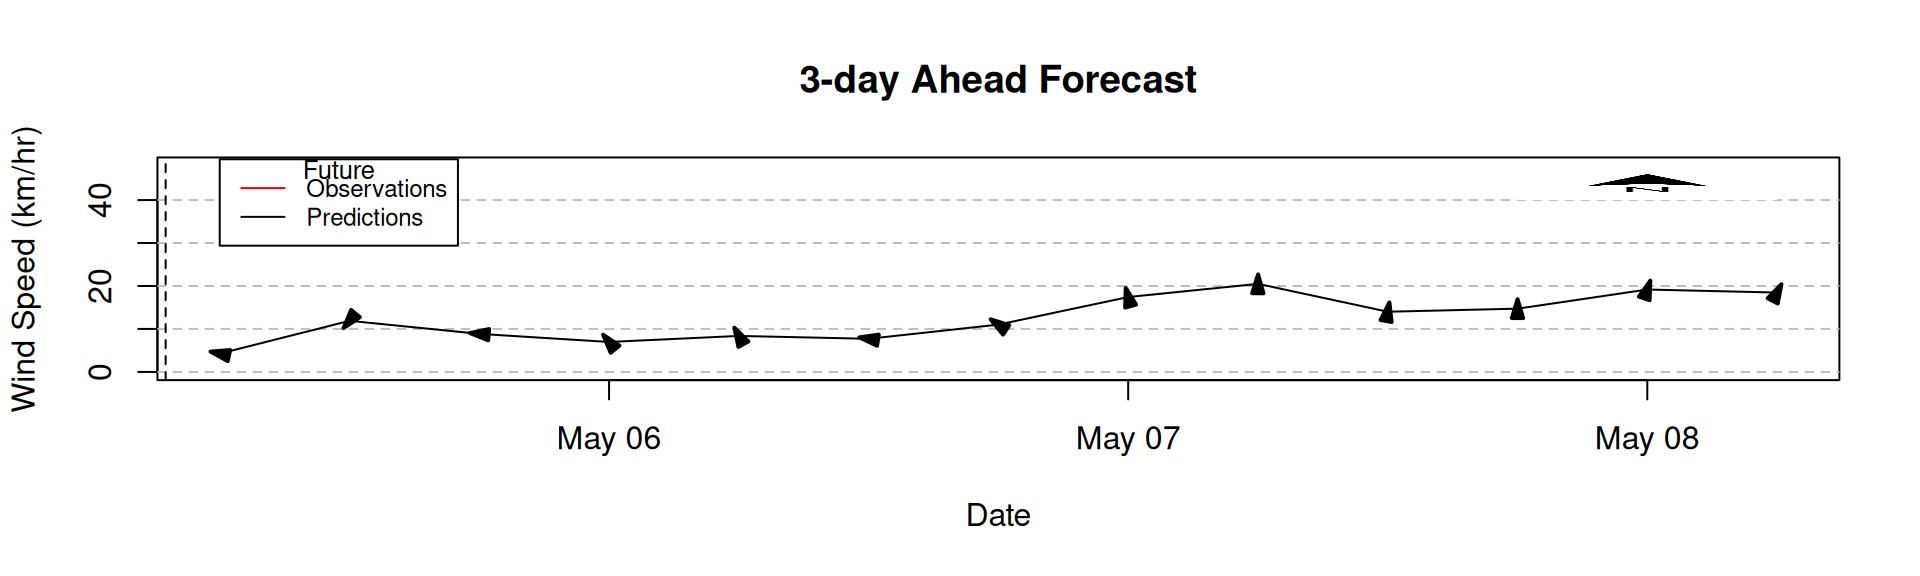 3-day Ahead Forecast
Wind Speed (km/hr)
40
20
0
Future
Observations
Predictions
N
May 06
May 07
May 08
Date